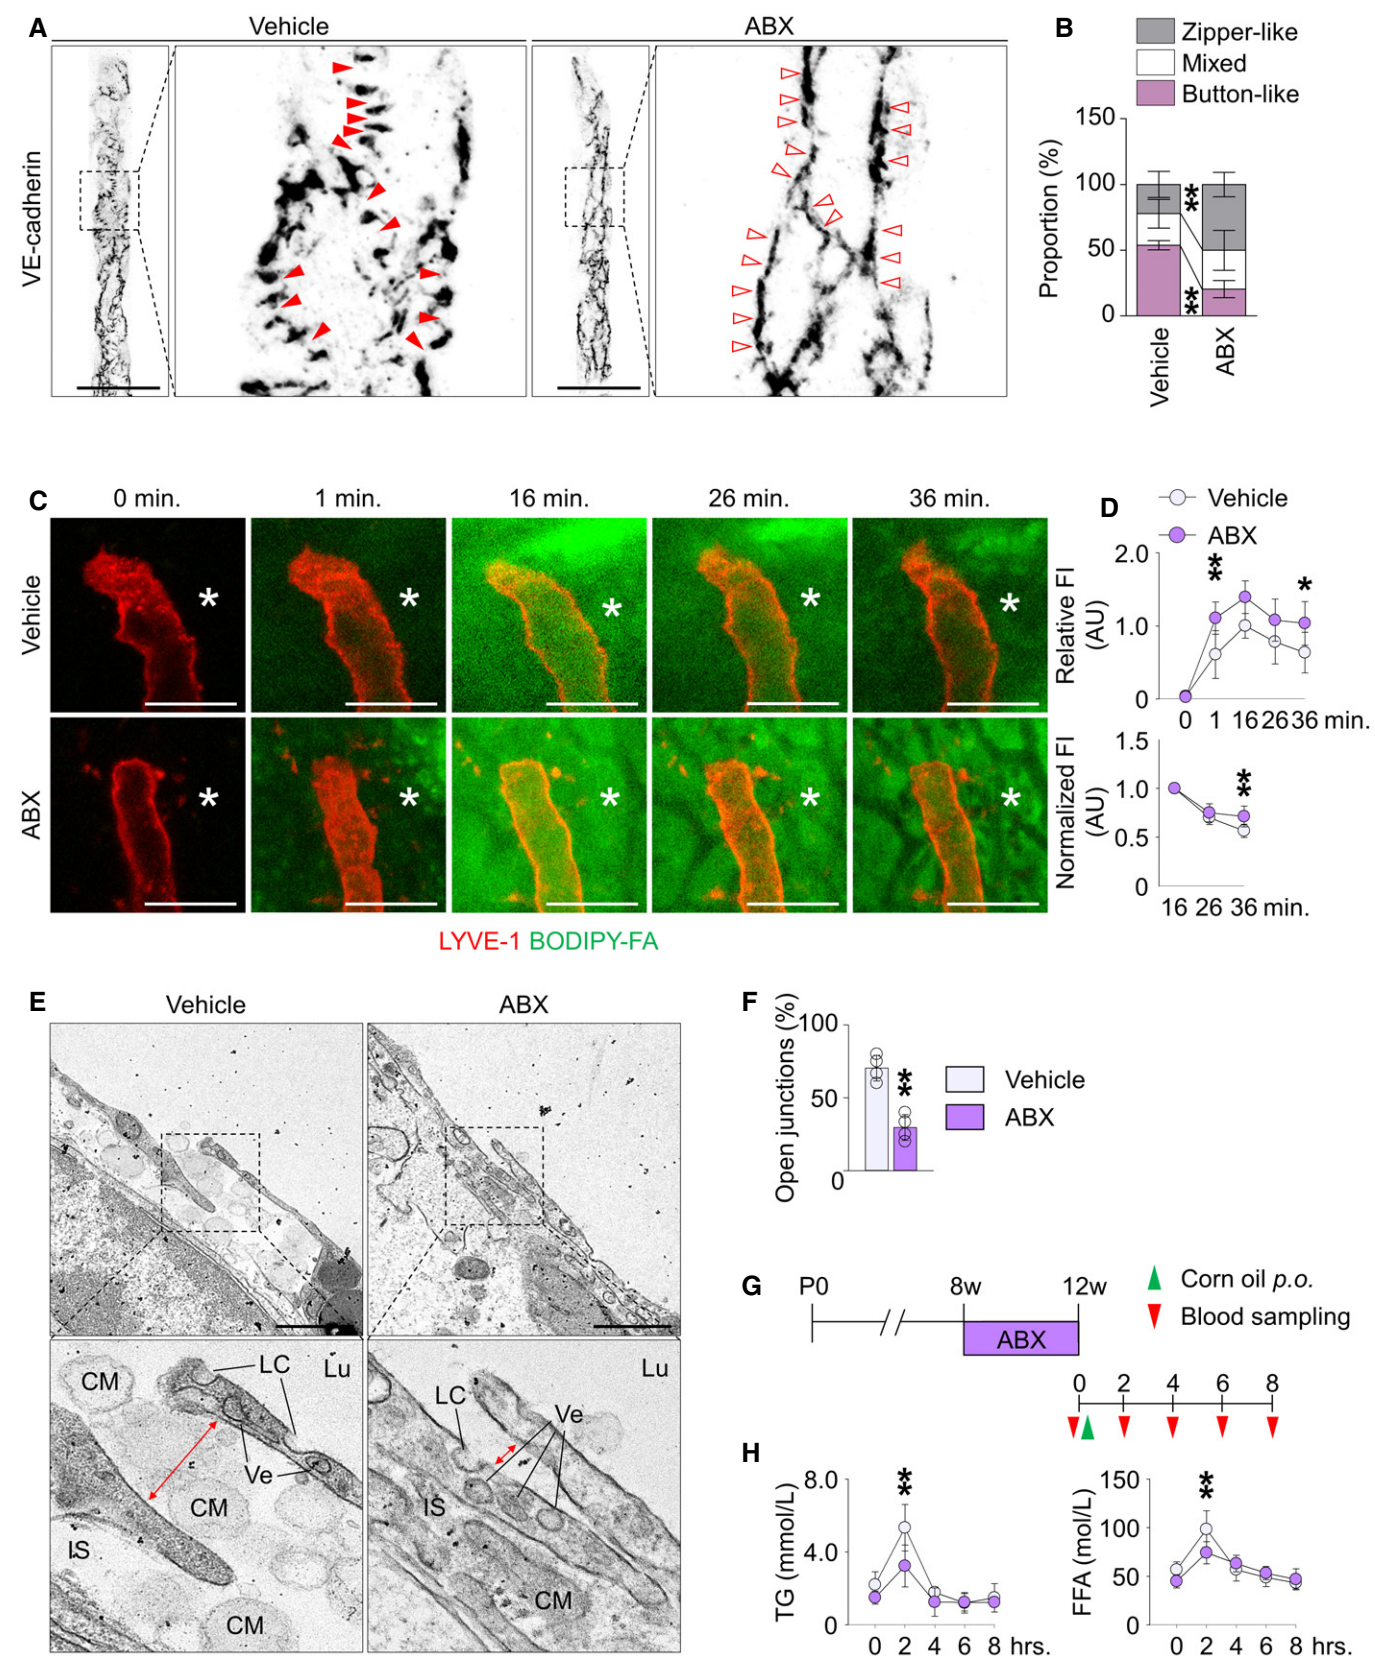 A
Vehicle
ABX
VE-cadherin
B
Zipper-like
Mixed
Button-like
Proportion (%)
150
100
50
0
**
**
Vehicle
ABX
C
0 min.
1 min.
16 min.
26 min.
36 min.
Vehicle
*
*
*
*
*
ABX
*
*
*
*
*
LYVE-1 BODIPY-FA
D
Vehicle
ABX
Relative FI
(AU)
2.0
1.0
0
**
*
0 1 16 26 36 min.
Normalized FI
(AU)
1.5
1.0
0.5
0
**
16 26 36 min.
E
Vehicle
ABX
CM
LC
Lu
Ve
CM
IS
CM
Lu
LC
Ve
IS
CM
F
Open junctions (%)
100
50
0
**
Vehicle
ABX
G
P0
8w
12w
ABX
Corn oil p.o.
Blood sampling
0 2 4 6 8
H
TG (mmol/L)
8.0
4.0
0
**
0 2 4 6 8 hrs.
FFA (mol/L)
150
100
50
0
**
0 2 4 6 8 hrs.